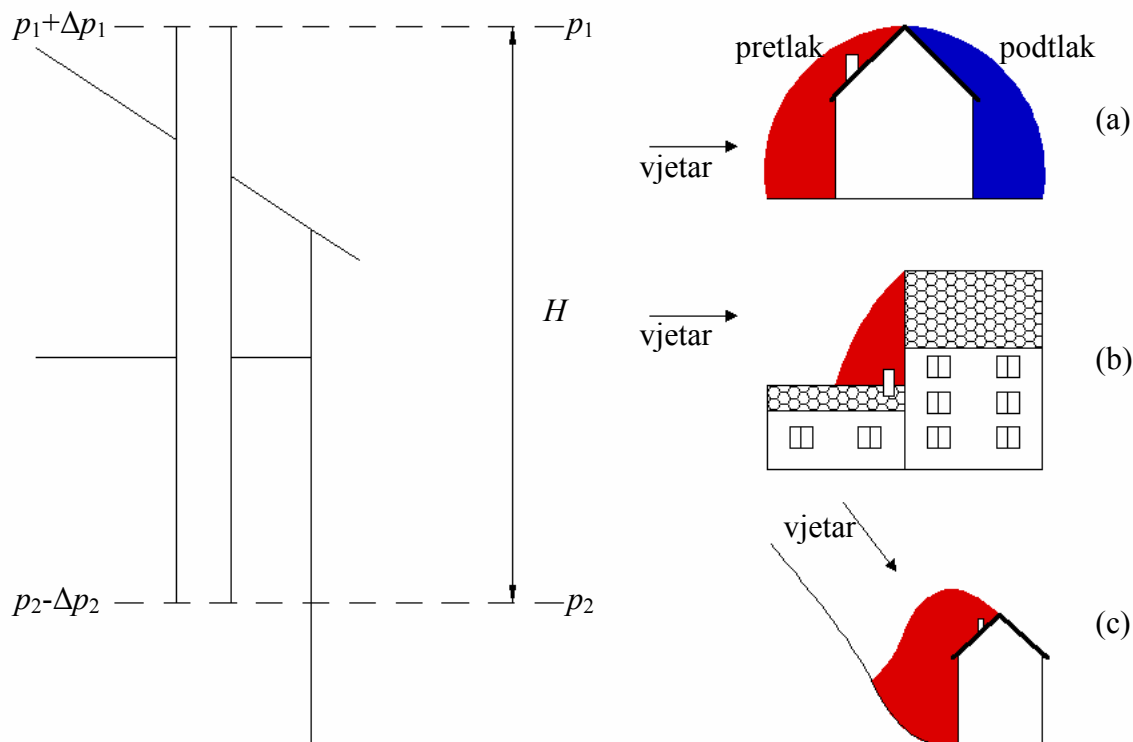 p₁+Δp₁
p₁
H
p₂-Δp₂
p₂
pretlak
podtlak
(a)
vjetar
vjetar
(b)
vjetar
(c)